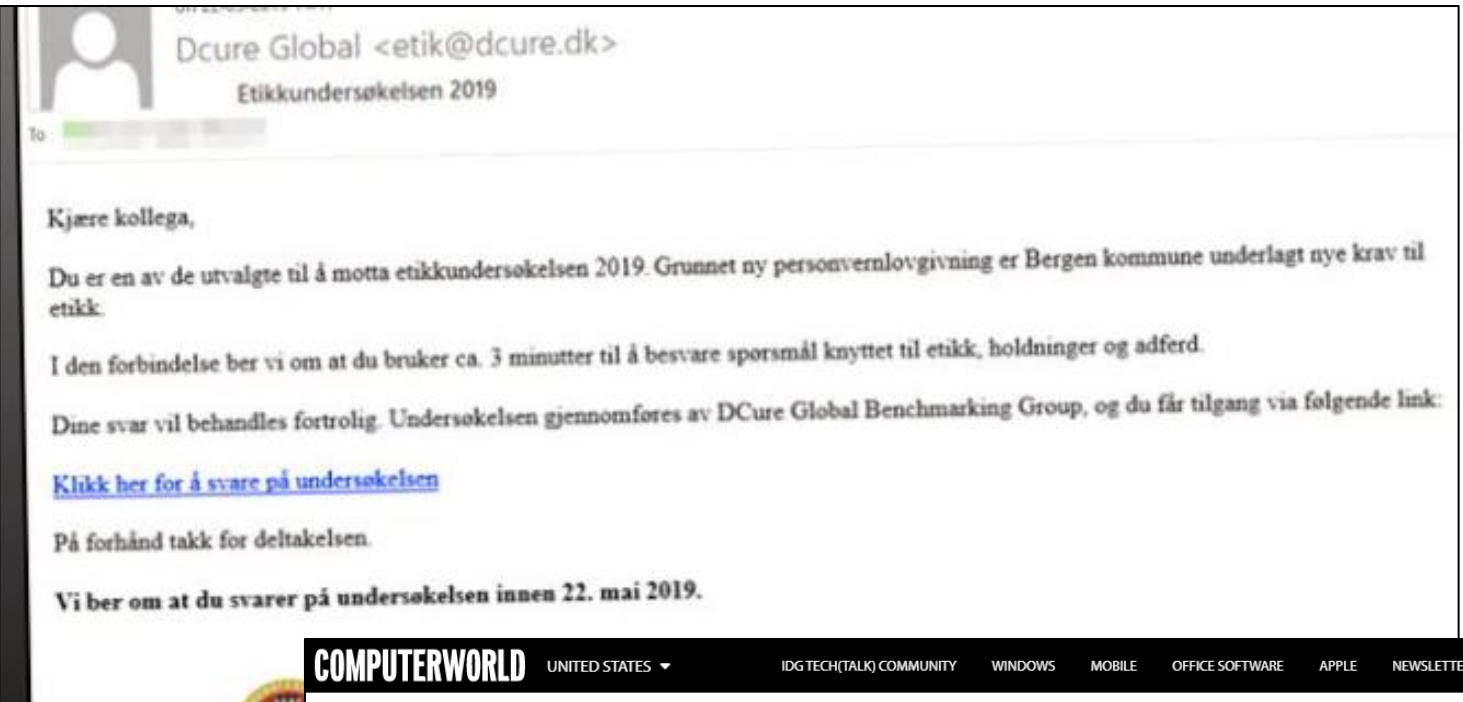 Dcure Global <etik@dcure.dk>
Etikkundersøkelsen 2019
To
Kjære kollega,
Du er en av de utvalgte til å motta etikkundersøkelsen 2019. Grunnet ny personvernlovgivning er Bergen kommune underlagt nye krav til
etikk.
I den forbindelse ber vi om at du bruker ca. 3 minutter til å besvare spørsmål knyttet til etikk, holdninger og adferd.
Dine svar vil behandles fortrolig. Undersøkelsen gjennomføres av DCure Global Benchmarking Group, og du får tilgang via følgende link:
Klikk her for å svare på undersøkelsen
På forhånd takk for deltakelsen.
Vi ber om at du svarer på undersøkelsen innen 22. mai 2019.
COMPUTERWORLD UNITED STATES IDG TECH(TALK) COMMUNITY WINDOWS MOBILE OFFICE SOFTWARE APPLE NEWSLETTE